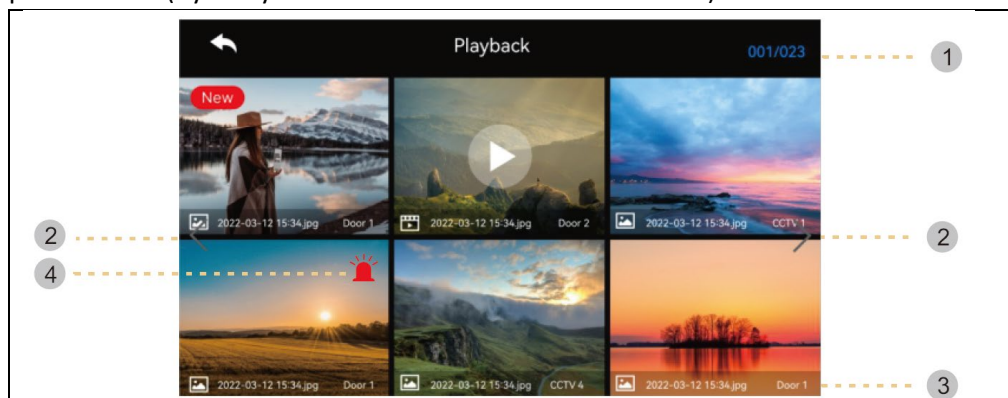 Playback
001/023
1
New
2022-03-12 15:34.jpg Door 1
2022-03-12 15:34.jpg Door 2
2022-03-12 15:34.jpg CCTV 1
2
2
4
2022-03-12 15:34.jpg Door 1
2022-03-12 15:34.jpg CCTV 4
2022-03-12 15:34.jpg Door 1
3